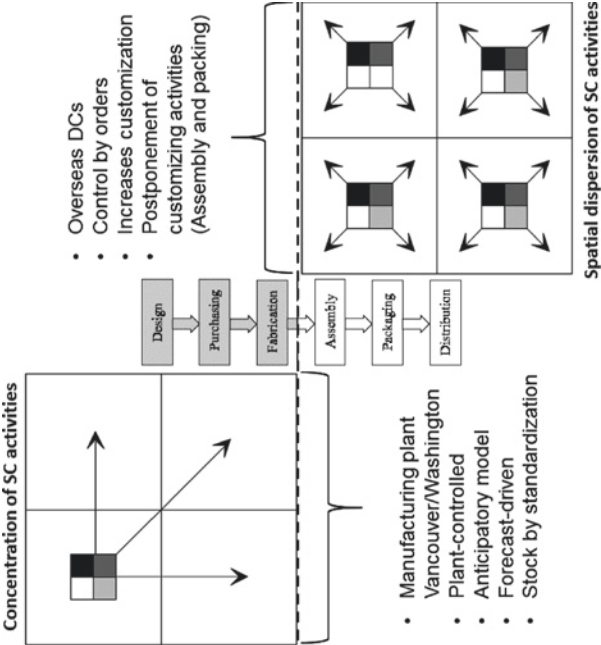 Concentration of SC activities
• Manufacturing plant
Vancouver/Washington
• Plant-controlled
• Anticipatory model
• Forecast-driven
• Stock by standardization
Design
Purchasing
Fabrication
Assembly
Packaging
Distribution
• Overseas DCs
• Control by orders
• Increases customization
• Postponement of
customizing activities
(Assembly and packing)
Spatial dispersion of SC activities